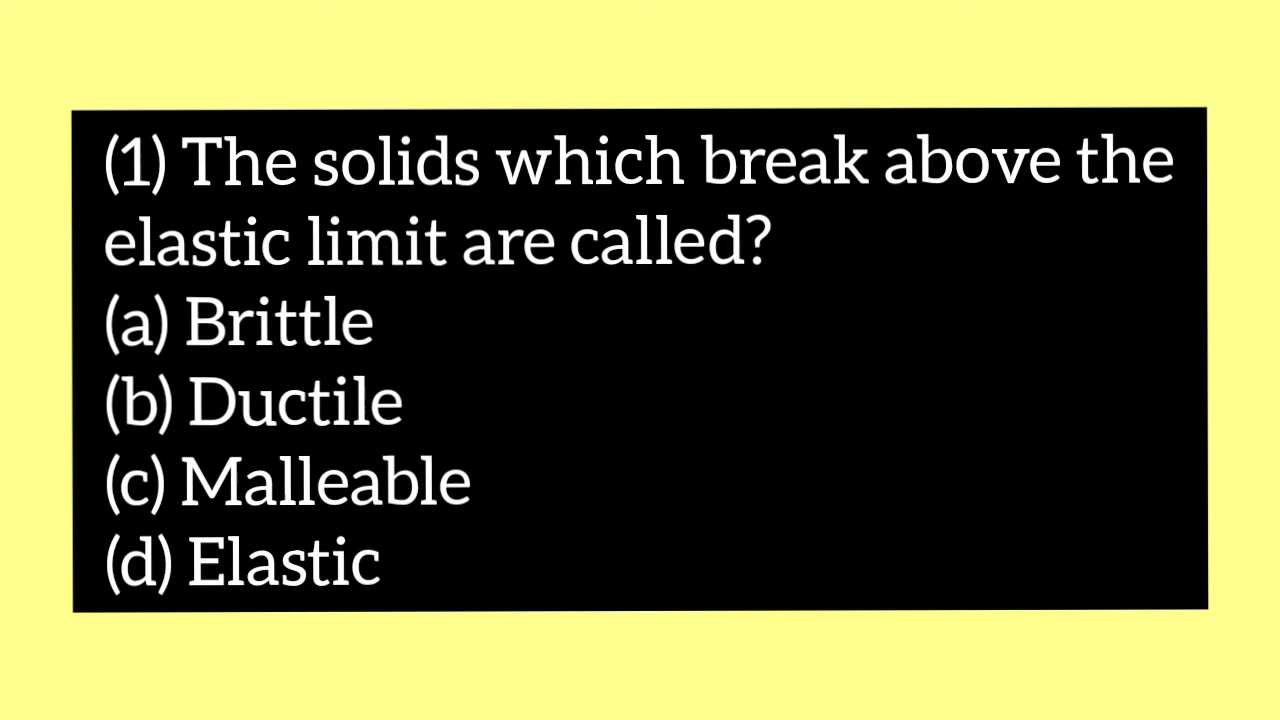 (1) The solids which break above the
elastic limit are called?
(a) Brittle
(b) Ductile
(c) Malleable
(d) Elastic